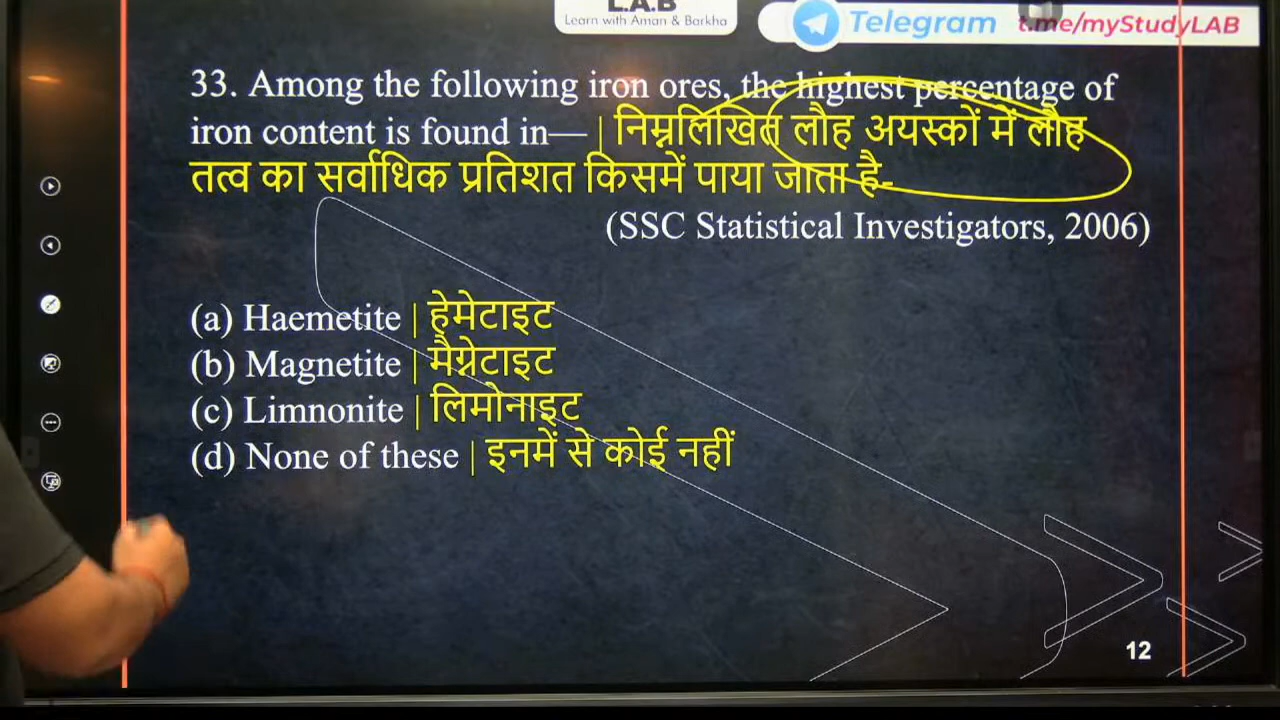 L.A.B
Learn with Aman & Barkha
Telegram t.me/myStudyLAB
33. Among the following iron ores, the highest percentage of
iron content is found in— | निम्नलिखित लौह अयस्कों में लौह
तत्व का सर्वाधिक प्रतिशत किसमें पाया जाता है-
(SSC Statistical Investigators, 2006)
(a) Haemetite | हेमेटाइट
(b) Magnetite | मैग्नेटाइट
(c) Limnonite | लिमोनाइट
(d) None of these | इनमें से कोई नहीं
12